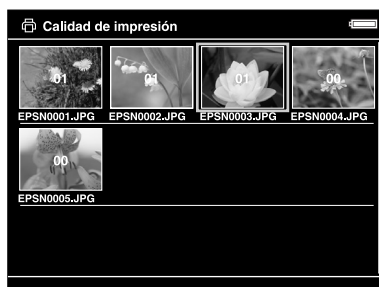 Calidad de impresión
01 01 01 00
EPSN0001.JPG EPSN0002.JPG EPSN0003.JPG EPSN0004.JPG
00
EPSN0005.JPG